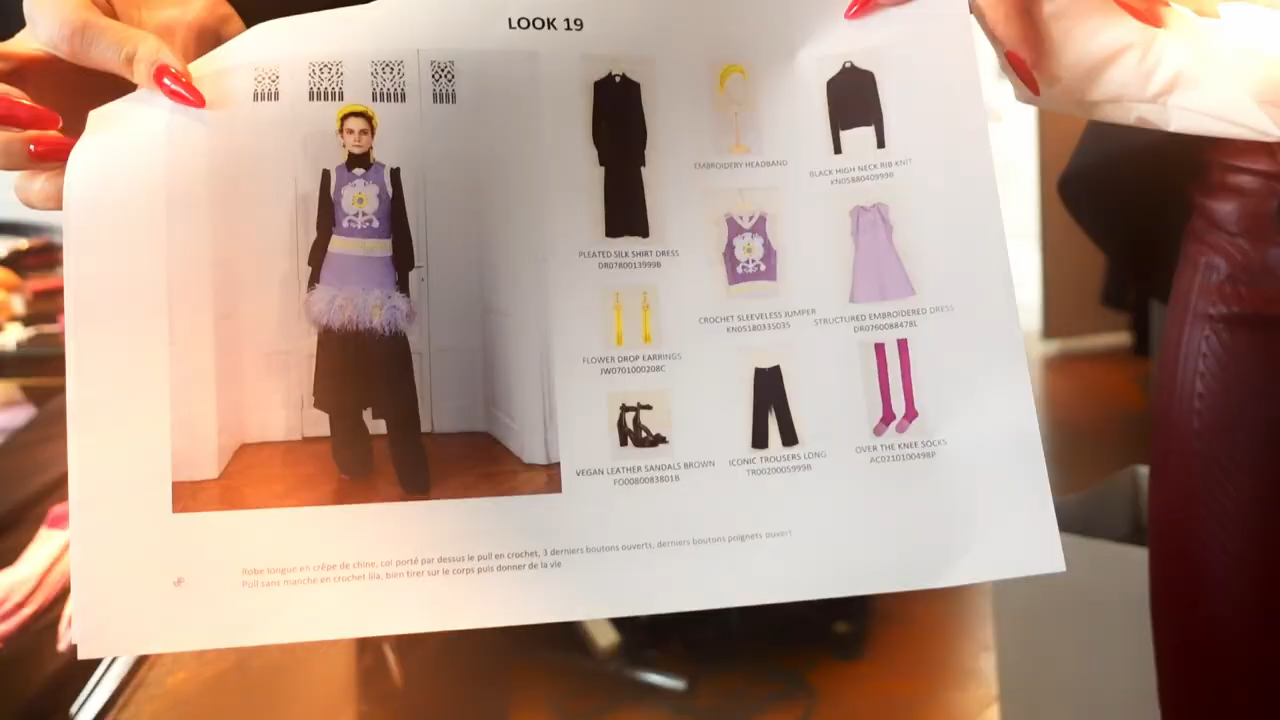 LOOK 19
EMBROIDERY HEADBAND
BLACK HIGH NECK RIB KNIT
KN0588040999B
PLEATED SILK SHIRT DRESS
DR0780013999B
CROCHET SLEEVELESS JUMPER
KN05180335035
STRUCTURED EMBROIDERED DRESS
DR0760088478L
FLOWER DROP EARRINGS
JW0701000208C
VEGAN LEATHER SANDALS BROWN
FO0080083801B
ICONIC TROUSERS LONG
TR0020005999B
OVER THE KNEE SOCKS
AC0210100498P
Robe longue en crêpe de chine, col porté par dessus le pull en crochet, 3 derniers boutons ouverts, derniers boutons poignets ouvert
Pull sans manche en crochet lila, bien tirer sur le corps puis donner de la vie